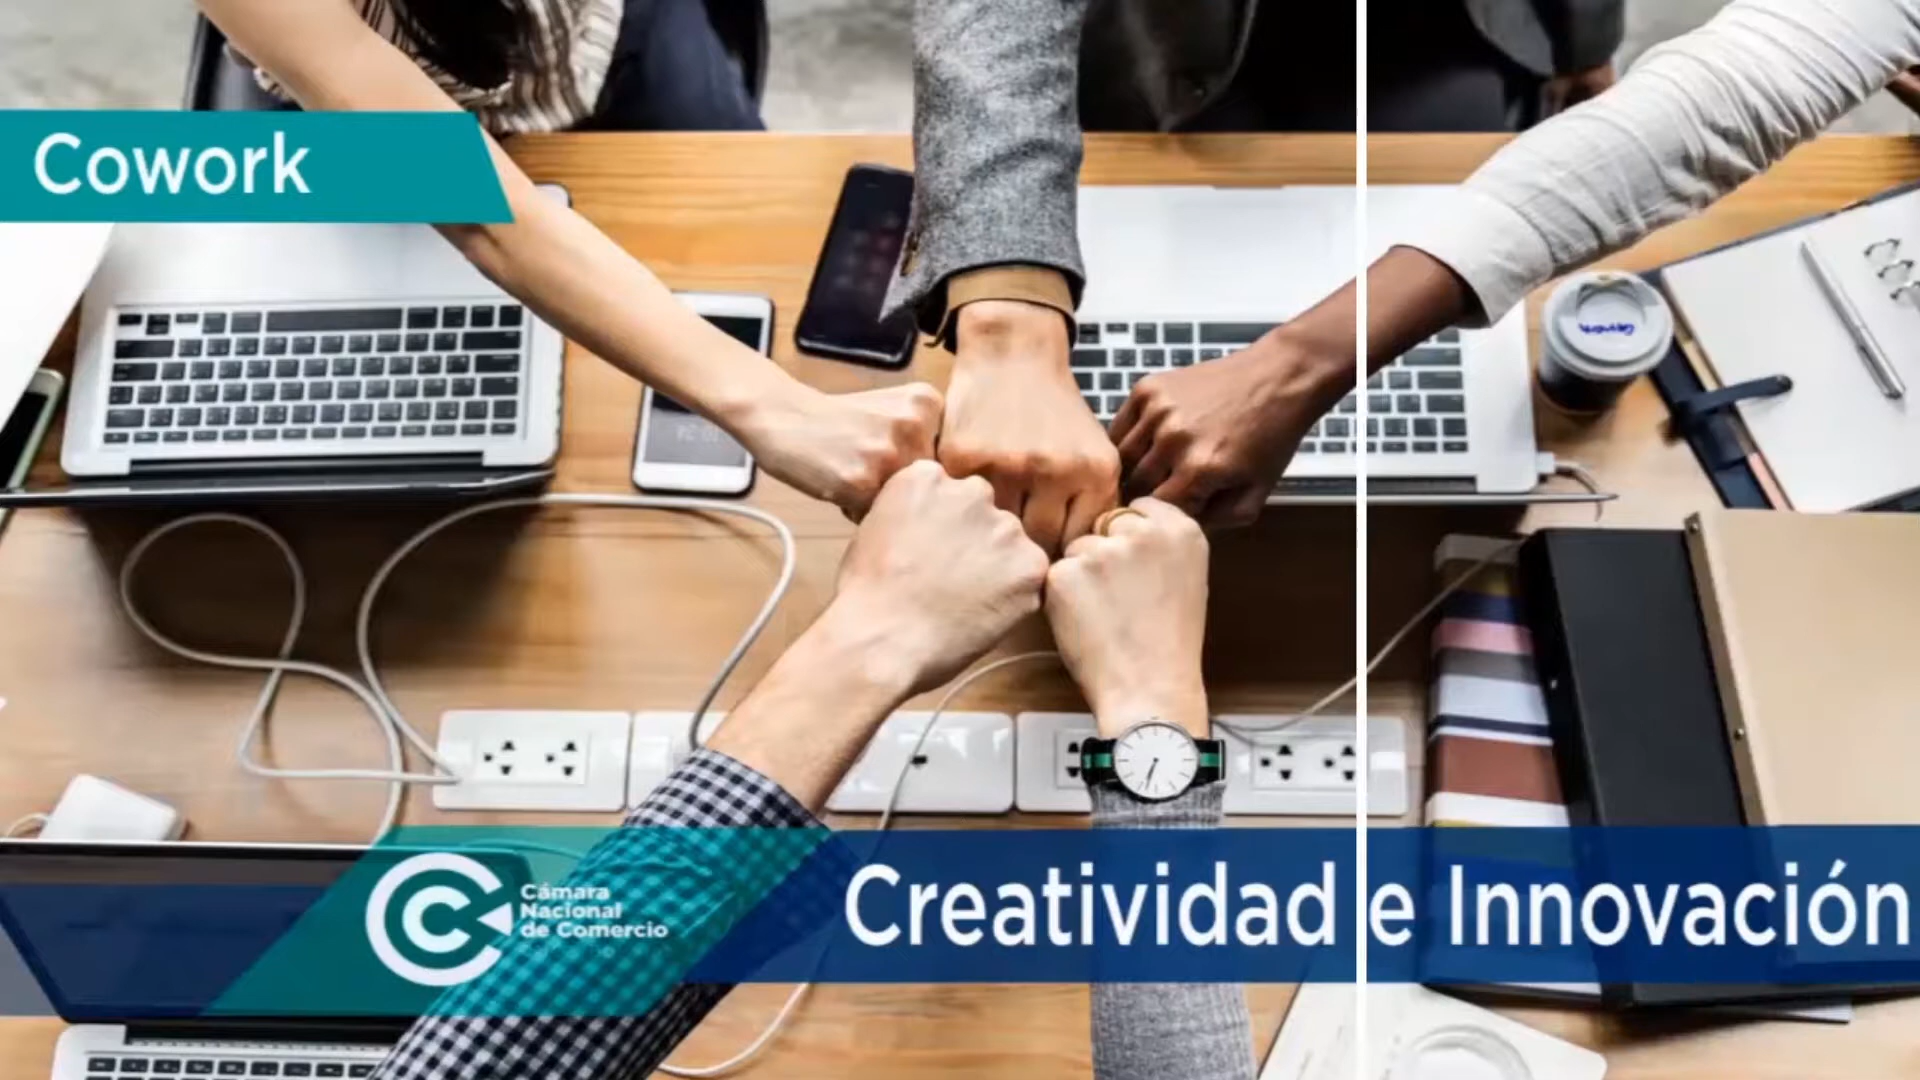 Cowork
Cámara
Nacional
de Comercio
Creatividad e Innovación